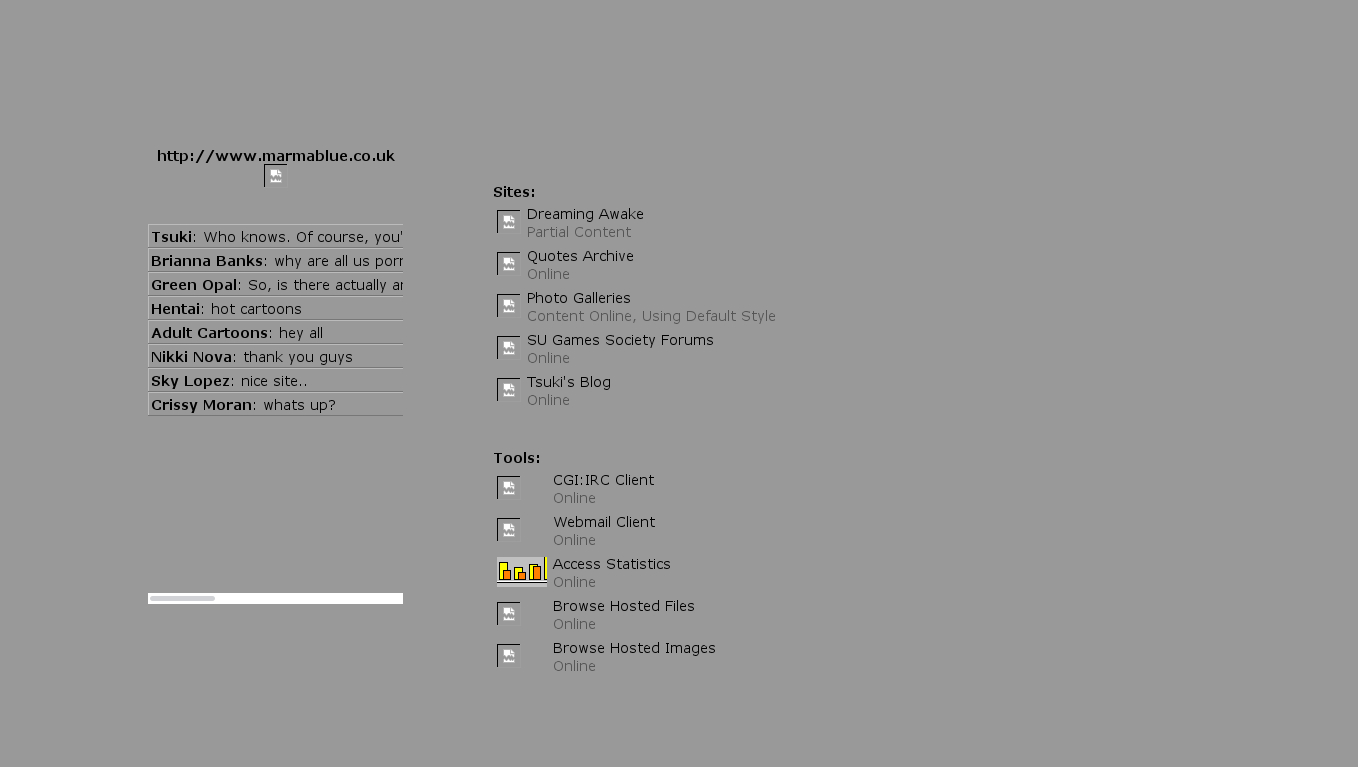 http://www.marmablue.co.uk
Tsuki: Who knows. Of course, you'
Brianna Banks: why are all us
Green Opal: So, is there actually
Hentai: hot cartoons
Adult Cartoons: hey all
Nikki Nova: thank you guys
Sky Lopez: nice site..
Crissy Moran: whats up?
Sites:
Dreaming Awake
Partial Content
Quotes Archive
Online
Photo Galleries
Content Online, Using Default Style
SU Games Society Forums
Online
Tsuki's Blog
Online
Tools:
CGI:IRC Client
Online
Webmail Client
Online
Access Statistics
Online
Browse Hosted Files
Online
Browse Hosted Images
Online